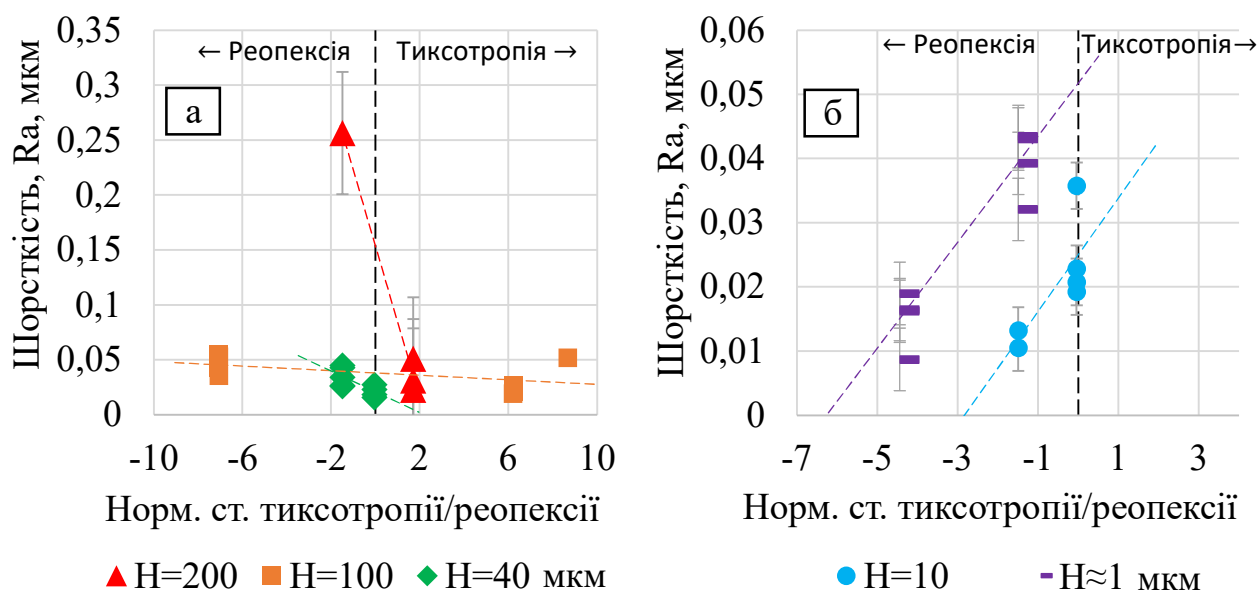 0,35
0,3
0,25
0,2
0,15
0,1
0,05
0
Шорсткість, Ra, мкм
← Реопексія
Тиксотропія →
а
-10 -6 -2 2 6 10
Норм. ст. тиксотропії/реопексії
H=200 H=100 H=40 мкм
0,06
0,05
0,04
0,03
0,02
0,01
0
Шорсткість, Ra, мкм
← Реопексія
Тиксотропія→
б
-7 -5 -3 -1 1 3
Норм. ст. тиксотропії/реопексії
H=10 H≈1 мкм